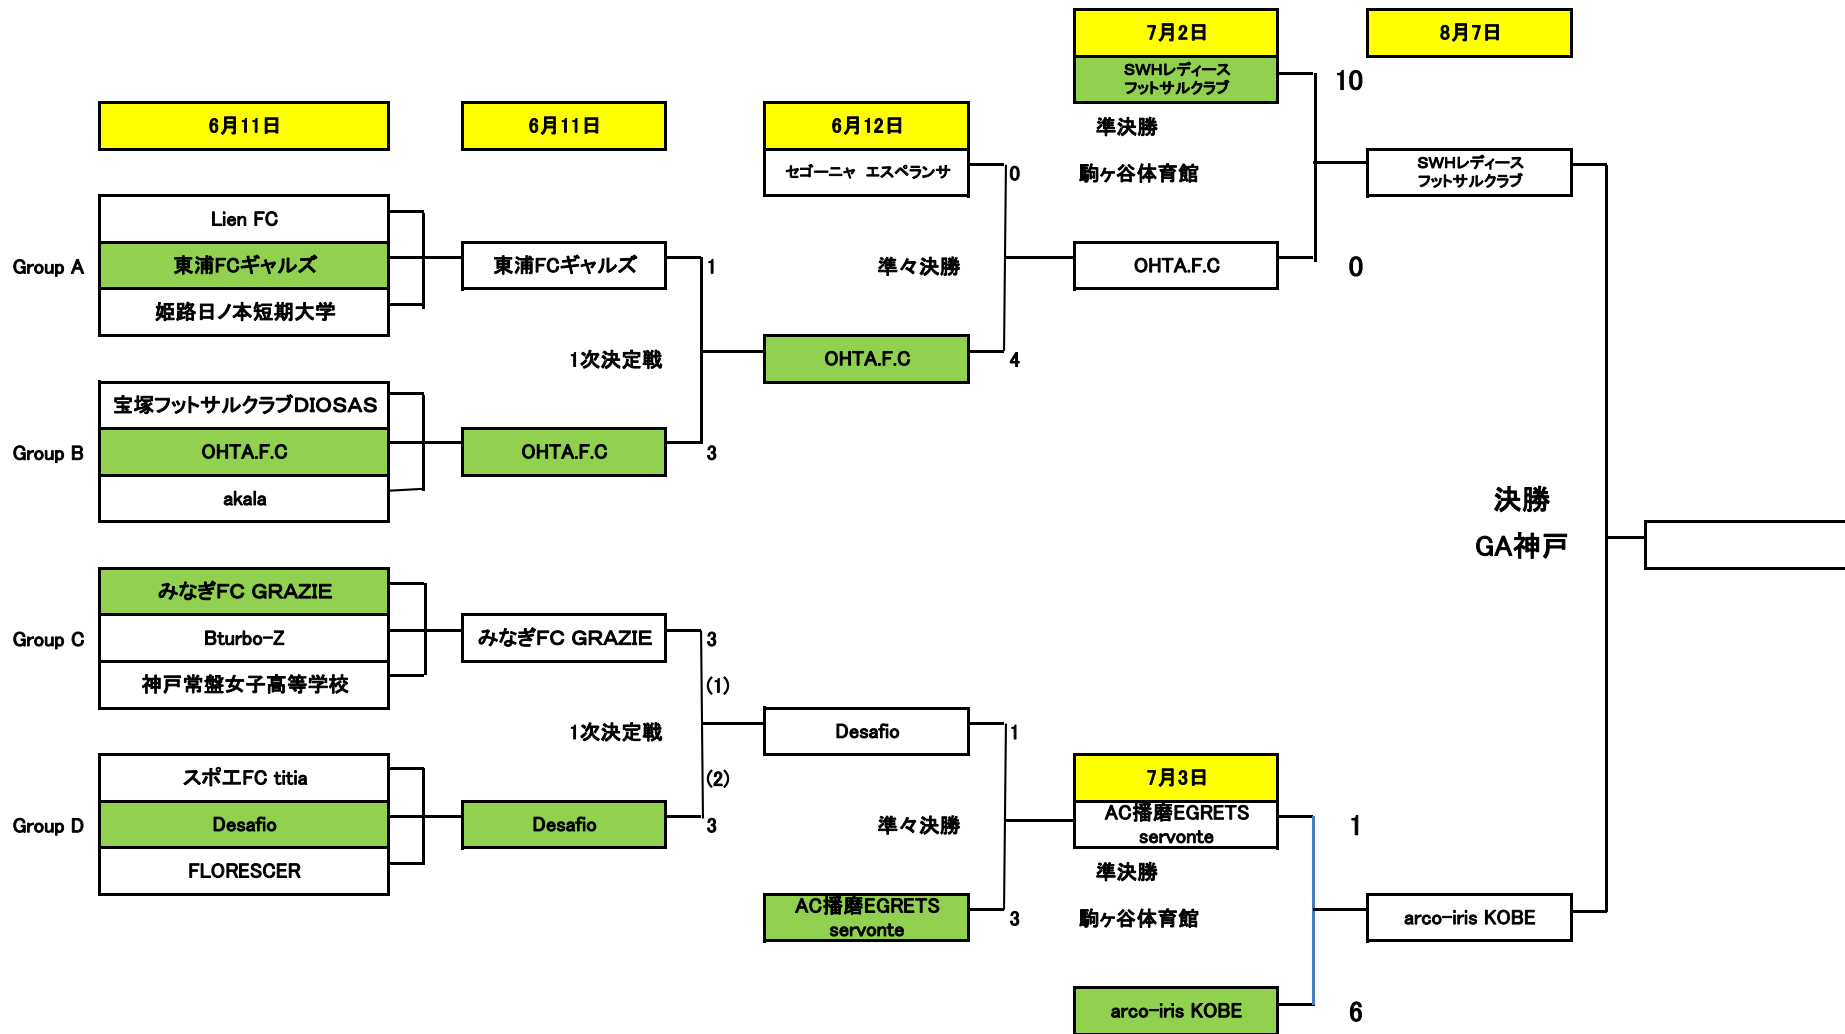 7月2日
8月7日
SWHレディース
フットサルクラブ
10
6月11日
6月11日
6月12日
準決勝
セゴーニャ エスペランサ
0
駒ヶ谷体育館
SWHレディース
フットサルクラブ
Lien FC
Group A
東浦FCギャルズ
東浦FCギャルズ
1
準々決勝
OHTA.F.C
0
姫路日ノ本短期大学
1次決定戦
OHTA.F.C
4
宝塚フットサルクラブDIOSAS
Group B
OHTA.F.C
OHTA.F.C
3
akala
決勝
GA神戸
みなぎFC GRAZIE
Group C
Bturbo-Z
みなぎFC GRAZIE
3
神戸常盤女子高等学校
(1)
1次決定戦
Desafio
1
スポエFC titia
(2)
7月3日
Group D
Desafio
Desafio
3
準々決勝
AC播磨EGRETS
servonte
1
FLORESCER
準決勝
AC播磨EGRETS
servonte
3
駒ヶ谷体育館
arco-iris KOBE
arco-iris KOBE
6